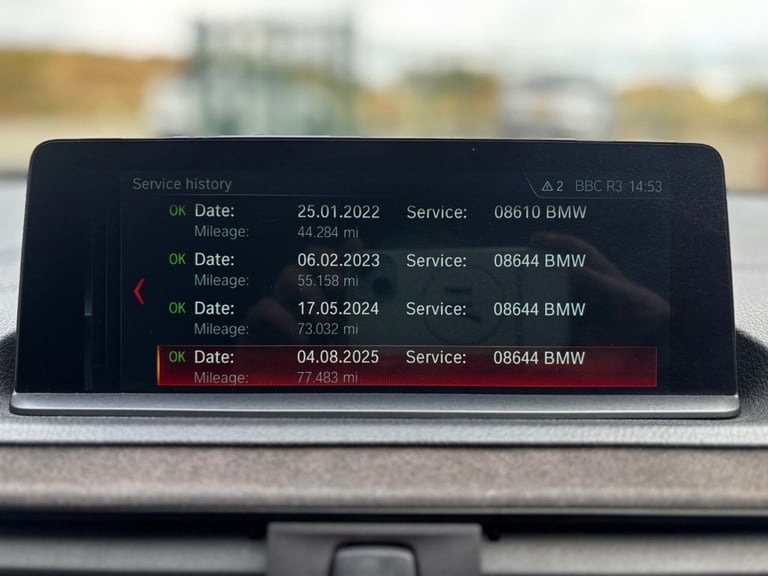 Service history ⚠ 2 BBC R3 14:53
OK Date: 25.01.2022 Service: 08610 BMW
Mileage: 44.284 mi
OK Date: 06.02.2023 Service: 08644 BMW
Mileage: 55.158 mi
OK Date: 17.05.2024 Service: 08644 BMW
Mileage: 73.032 mi
OK Date: 04.08.2025 Service: 08644 BMW
Mileage: 77.483 mi